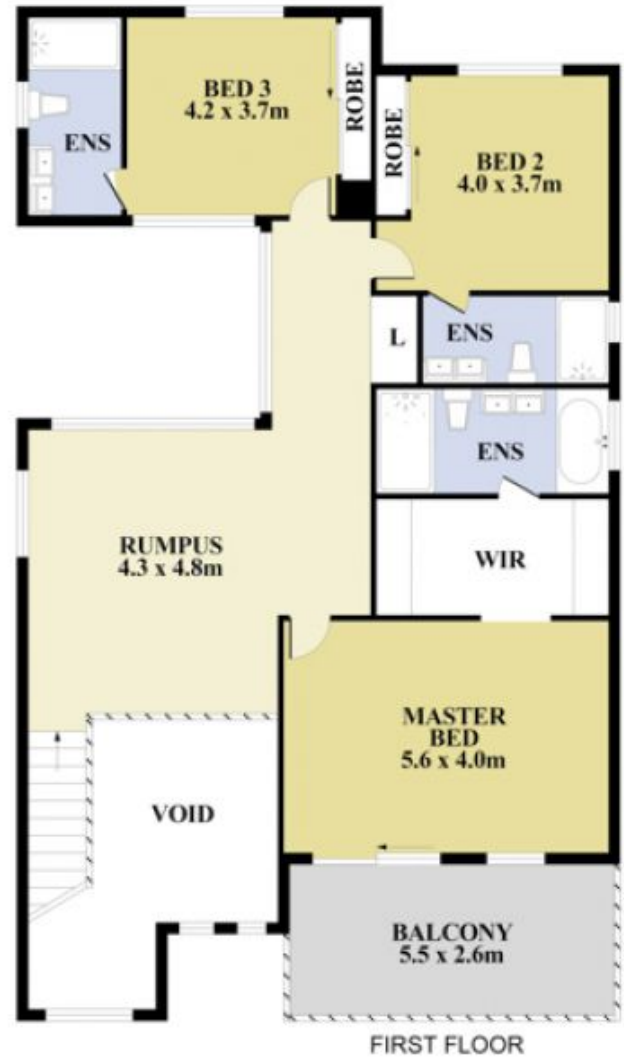 BED 3
4.2 x 3.7m
ROBE
ENS
ROBE
BED 2
4.0 x 3.7m
L
ENS
ENS
RUMPUS
4.3 x 4.8m
WIR
MASTER
BED
5.6 x 4.0m
VOID
BALCONY
5.5 x 2.6m
FIRST FLOOR